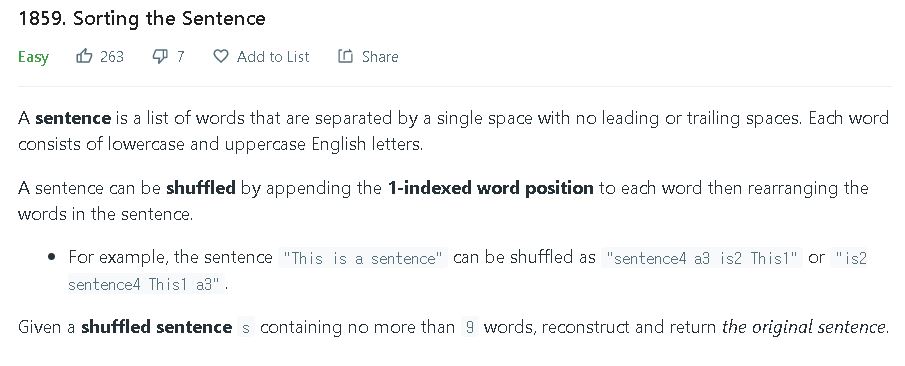 1859. Sorting the Sentence
Easy 263 7 Add to List Share
A sentence is a list of words that are separated by a single space with no leading or trailing spaces. Each word
consists of lowercase and uppercase English letters.
A sentence can be shuffled by appending the 1-indexed word position to each word then rearranging the
words in the sentence.
• For example, the sentence "This is a sentence" can be shuffled as "sentence4 a3 is2 This1" or "is2
sentence4 This1 a3".
Given a shuffled sentence s containing no more than 9 words, reconstruct and return the original sentence.